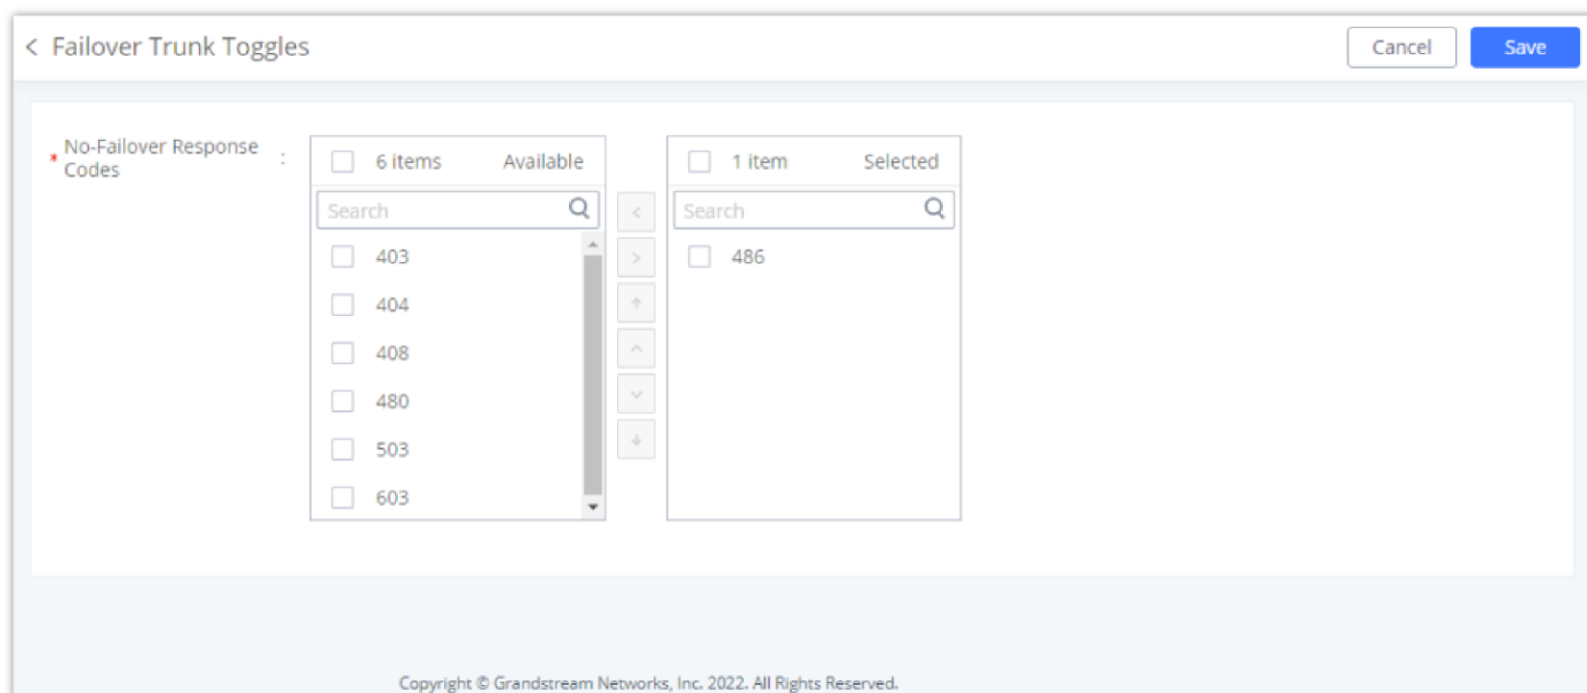 < Failover Trunk Toggles
Cancel
Save
* No-Failover Response Codes :
6 items Available
Search
403
404
408
480
503
603
1 item Selected
Search
486
Copyright © Grandstream Networks, Inc. 2022. All Rights Reserved.